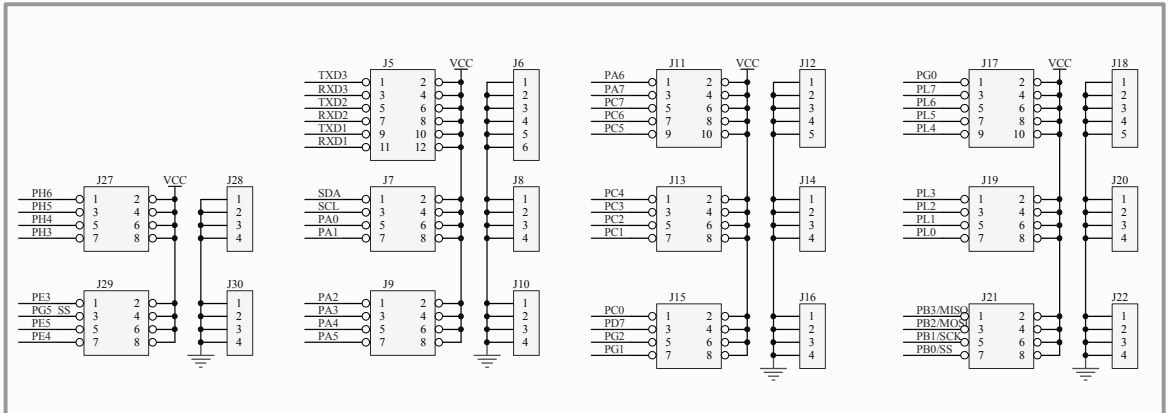 J5 VCC J6
TXD3 1 2 1
RXD3 3 4 2
TXD2 5 6 3
RXD2 7 8 4
TXD1 9 10 5
RXD1 11 12 6
J11 VCC J12
PA6 1 2 1
PA7 3 4 2
PC7 5 6 3
PC6 7 8 4
PC5 9 10 5
J17 VCC J18
PG0 1 2 1
PL7 3 4 2
PL6 5 6 3
PL5 7 8 4
PL4 9 10 5
J27 VCC J28
PH6 1 2 1
PH5 3 4 2
PH4 5 6 3
PH3 7 8 4
J7 J8
SDA 1 2 1
SCL 3 4 2
PA0 5 6 3
PA1 7 8 4
J13 J14
PC4 1 2 1
PC3 3 4 2
PC2 5 6 3
PC1 7 8 4
J19 J20
PL3 1 2 1
PL2 3 4 2
PL1 5 6 3
PL0 7 8 4
J29 J30
PE3 1 2 1
PG5 SS 3 4 2
PE5 5 6 3
PE4 7 8 4
J9 J10
PA2 1 2 1
PA3 3 4 2
PA4 5 6 3
PA5 7 8 4
J15 J16
PC0 1 2 1
PD7 3 4 2
PG2 5 6 3
PG1 7 8 4
J21 J22
PB3/MISO 1 2 1
PB2/MOSI 3 4 2
PB1/SCK 5 6 3
PB0/SS 7 8 4